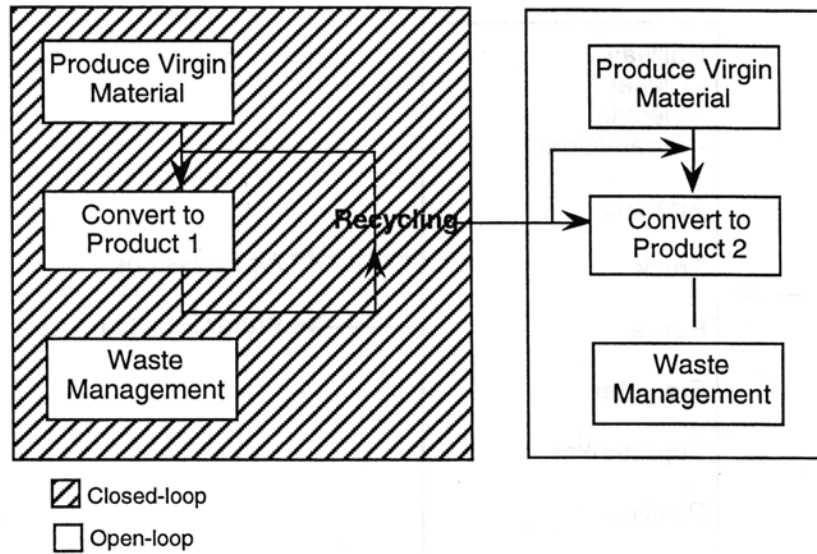 Produce Virgin
Material
Convert to
Product 1
Recycling
Waste
Management
Produce Virgin
Material
Convert to
Product 2
Waste
Management
Closed-loop
Open-loop